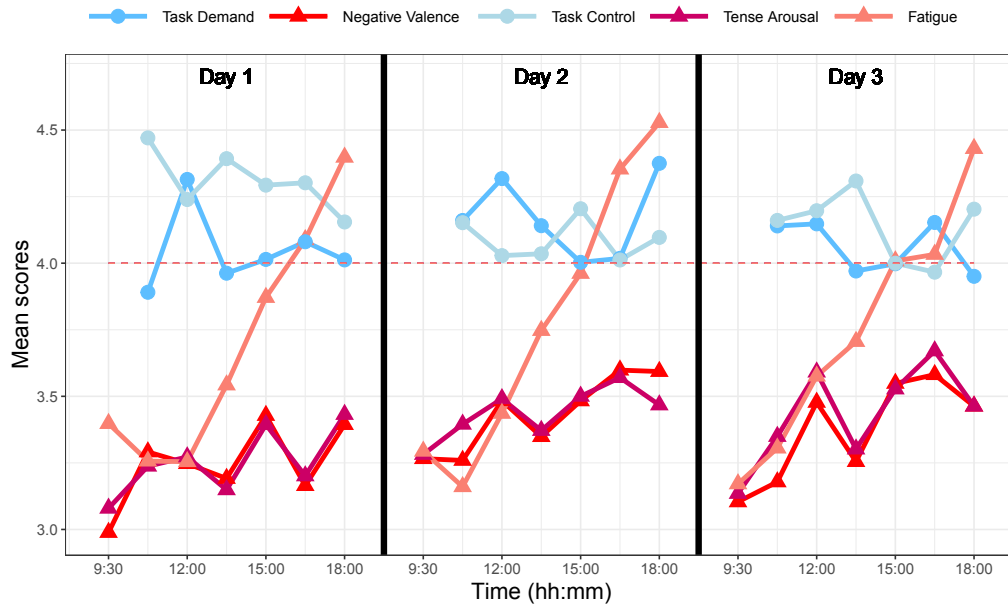 Task Demand Negative Valence Task Control Tense Arousal Fatigue
Day 1 Day 2 Day 3
4.5
4.0
3.5
3.0
Mean scores
9:30 12:00 15:00 18:00 9:30 12:00 15:00 18:00 9:30 12:00 15:00 18:00
Time (hh:mm)